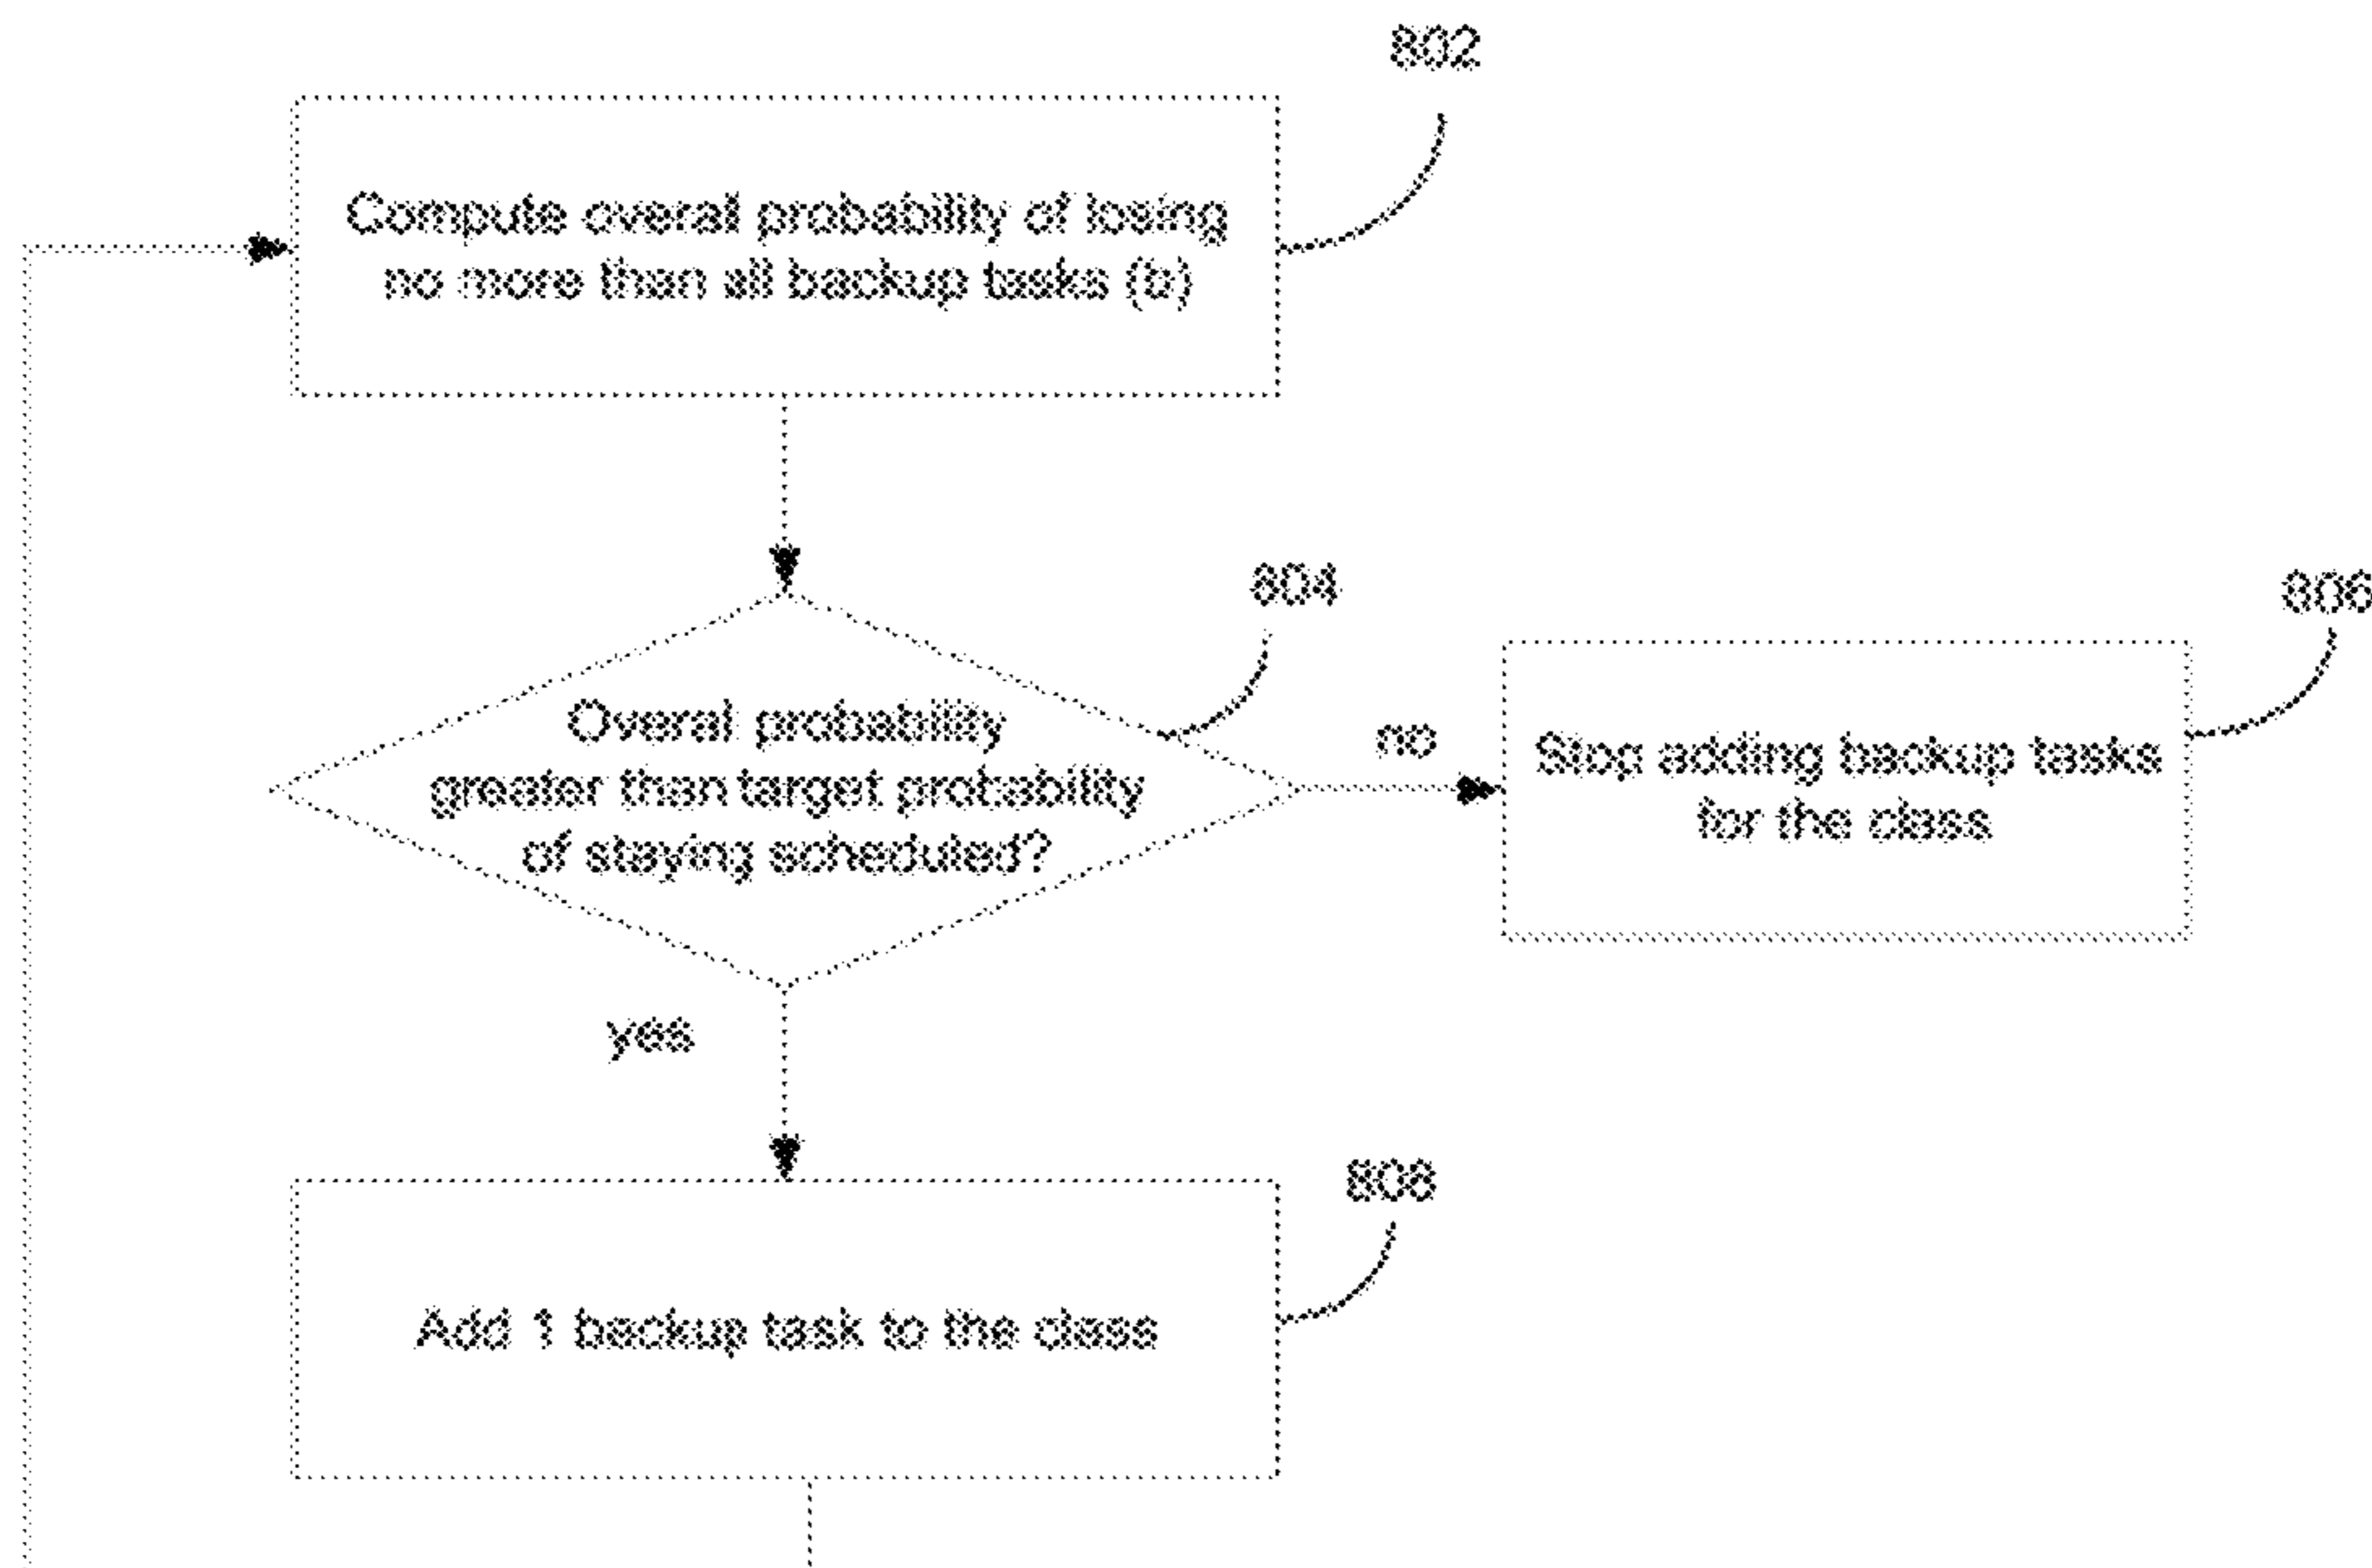 802
Compute overall probability of losing
no more than all backup tasks (b)
804
806
Overall probability
greater than target probability
of staying scheduled?
no
Stop adding backup tasks
for the class
yes
808
Add 1 backup task to the class